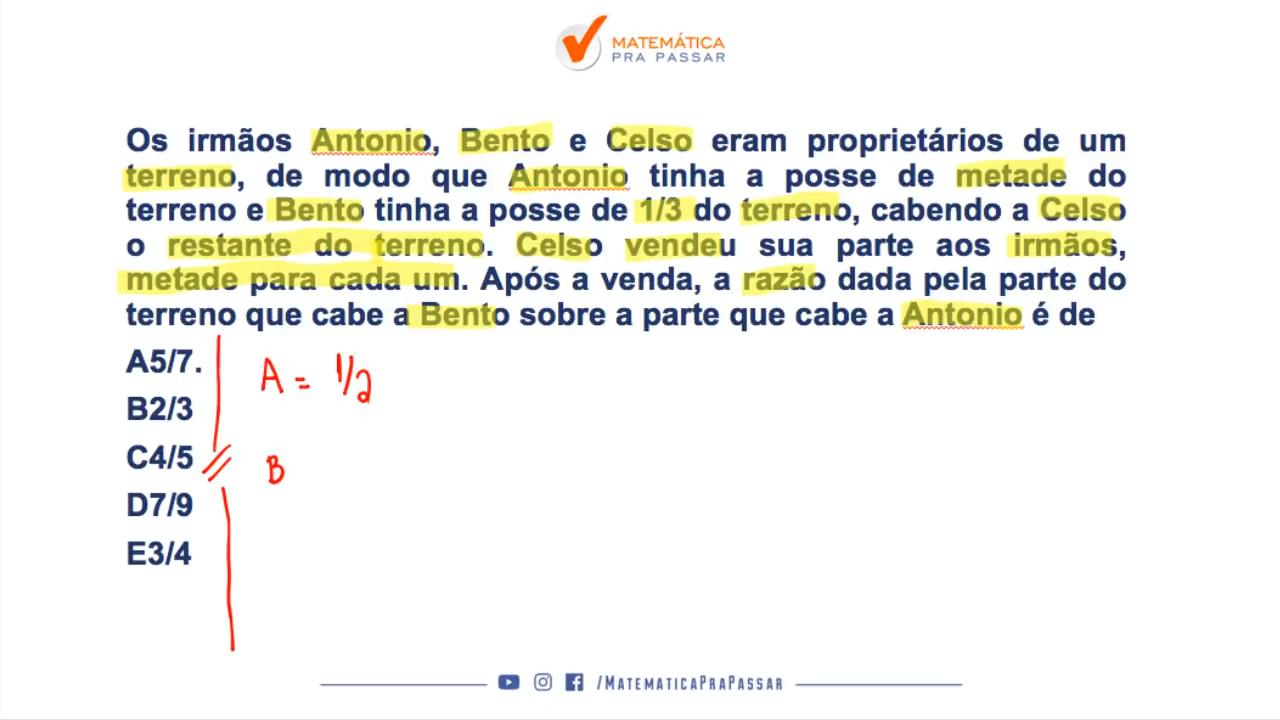 MATEMÁTICA
PRA PASSAR
Os irmãos Antonio, Bento e Celso eram proprietários de um
terreno, de modo que Antonio tinha a posse de metade do
terreno e Bento tinha a posse de 1/3 do terreno, cabendo a Celso
o restante do terreno. Celso vendeu sua parte aos irmãos,
metade para cada um. Após a venda, a razão dada pela parte do
terreno que cabe a Bento sobre a parte que cabe a Antonio é de
A5/7.
A = 1/2
B2/3
C4/5
B
D7/9
E3/4
/MATEMATICAPRAPASSAR